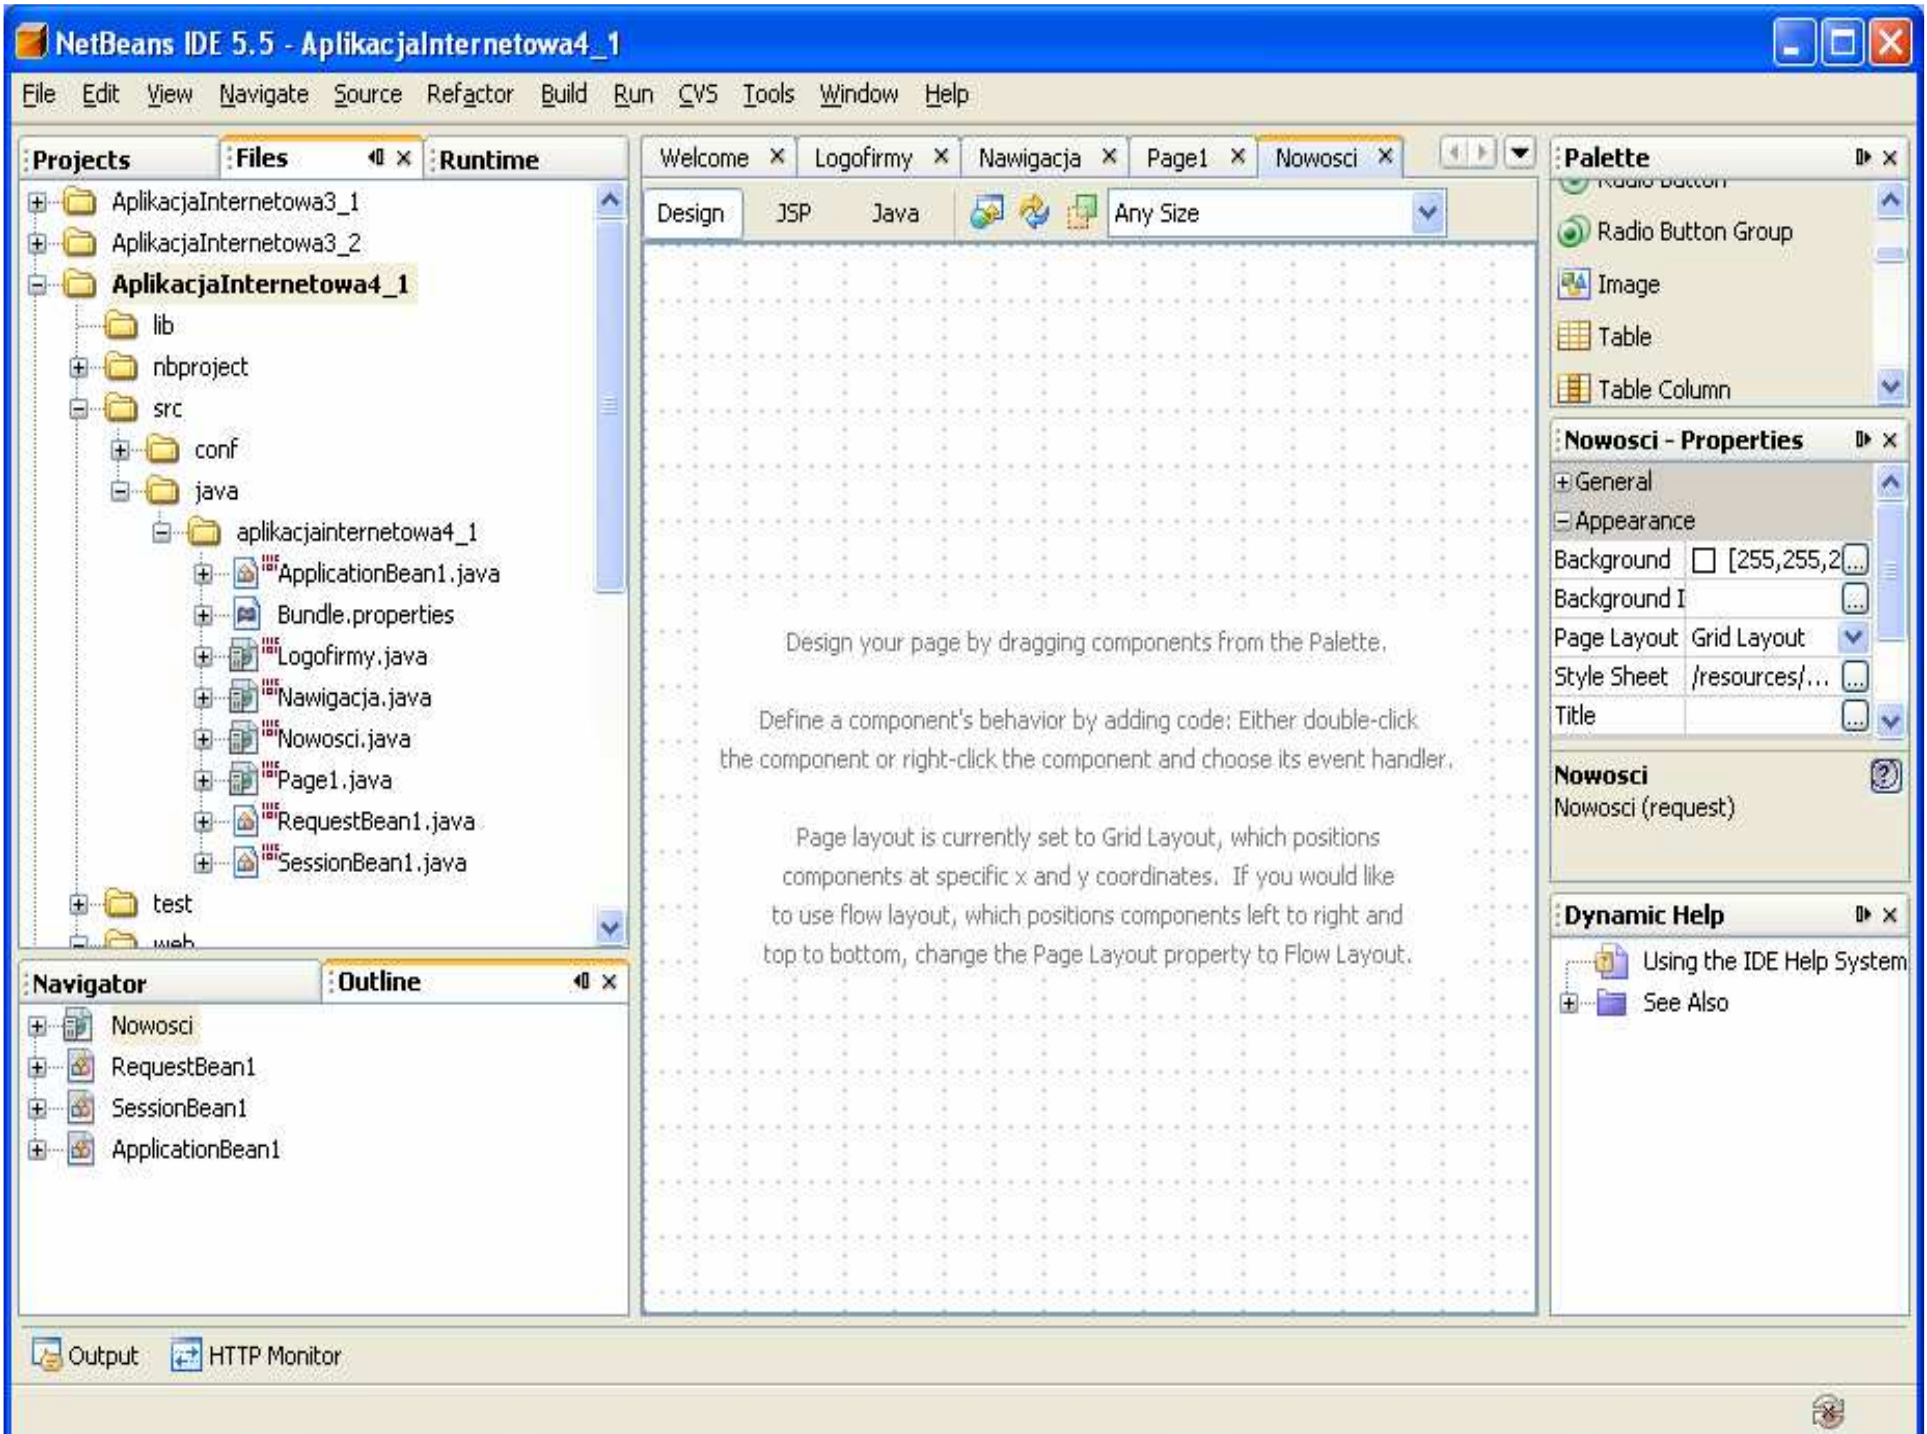 NetBeans IDE 5.5 - AplikacjaInternetowa4_1
File Edit View Navigate Source Refactor Build Run CVS Tools Window Help
Projects Files Runtime
AplikacjaInternetowa3_1
AplikacjaInternetowa3_2
AplikacjaInternetowa4_1
lib
nbproject
src
conf
java
aplikacjainternetowa4_1
ApplicationBean1.java
Bundle.properties
Logofirmy.java
Nawigacja.java
Nowosci.java
Page1.java
RequestBean1.java
SessionBean1.java
test
web
Navigator Outline
Nowosci
RequestBean1
SessionBean1
ApplicationBean1
Welcome Logofirmy Nawigacja Page1 Nowosci
Design JSP Java Any Size
Design your page by dragging components from the Palette.
Define a component's behavior by adding code: Either double-click
the component or right-click the component and choose its event handler.
Page layout is currently set to Grid Layout, which positions
components at specific x and y coordinates. If you would like
to use flow layout, which positions components left to right and
top to bottom, change the Page Layout property to Flow Layout.
Palette
Radio Button
Radio Button Group
Image
Table
Table Column
Nowosci - Properties
General
Appearance
Background [255,255,2 ...
Background I ...
Page Layout Grid Layout
Style Sheet /resources/... ...
Title ...
Nowosci
Nowosci (request)
Dynamic Help
Using the IDE Help System
See Also
Output HTTP Monitor